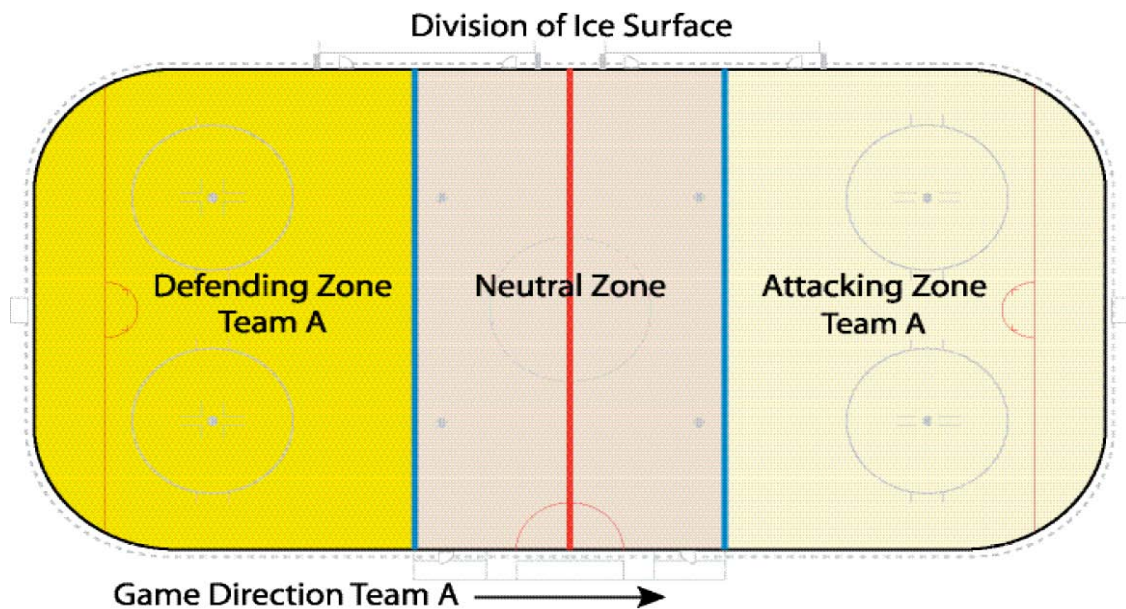 Division of Ice Surface
Defending Zone
Team A
Neutral Zone
Attacking Zone
Team A
Game Direction Team A